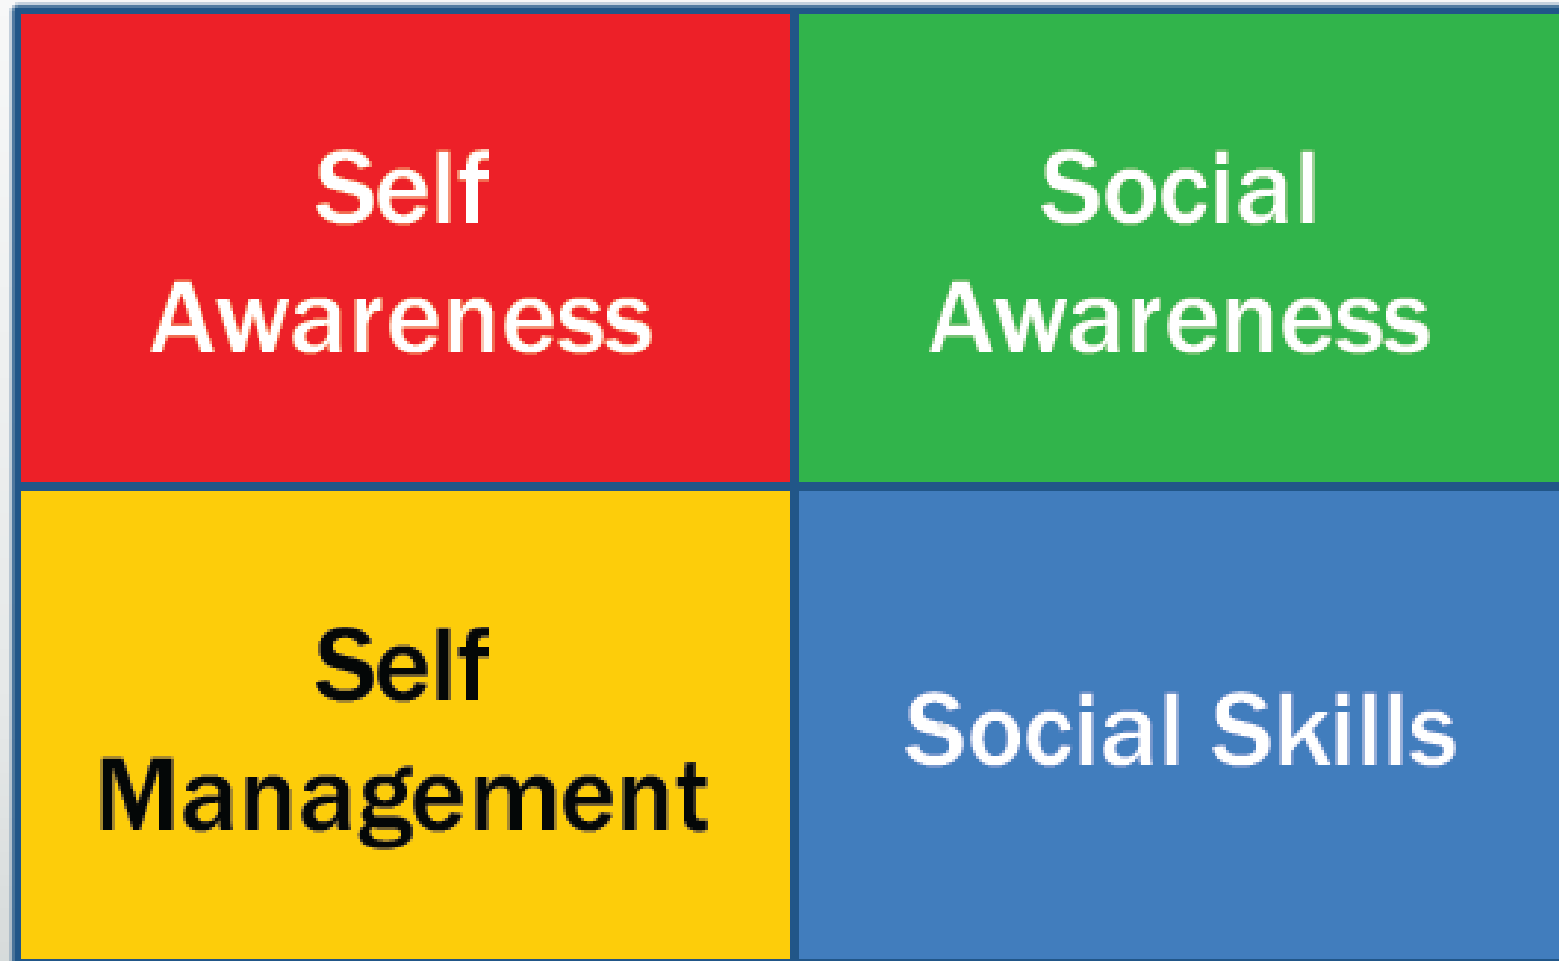 Self
Awareness
Social
Awareness
Self
Management
Social Skills